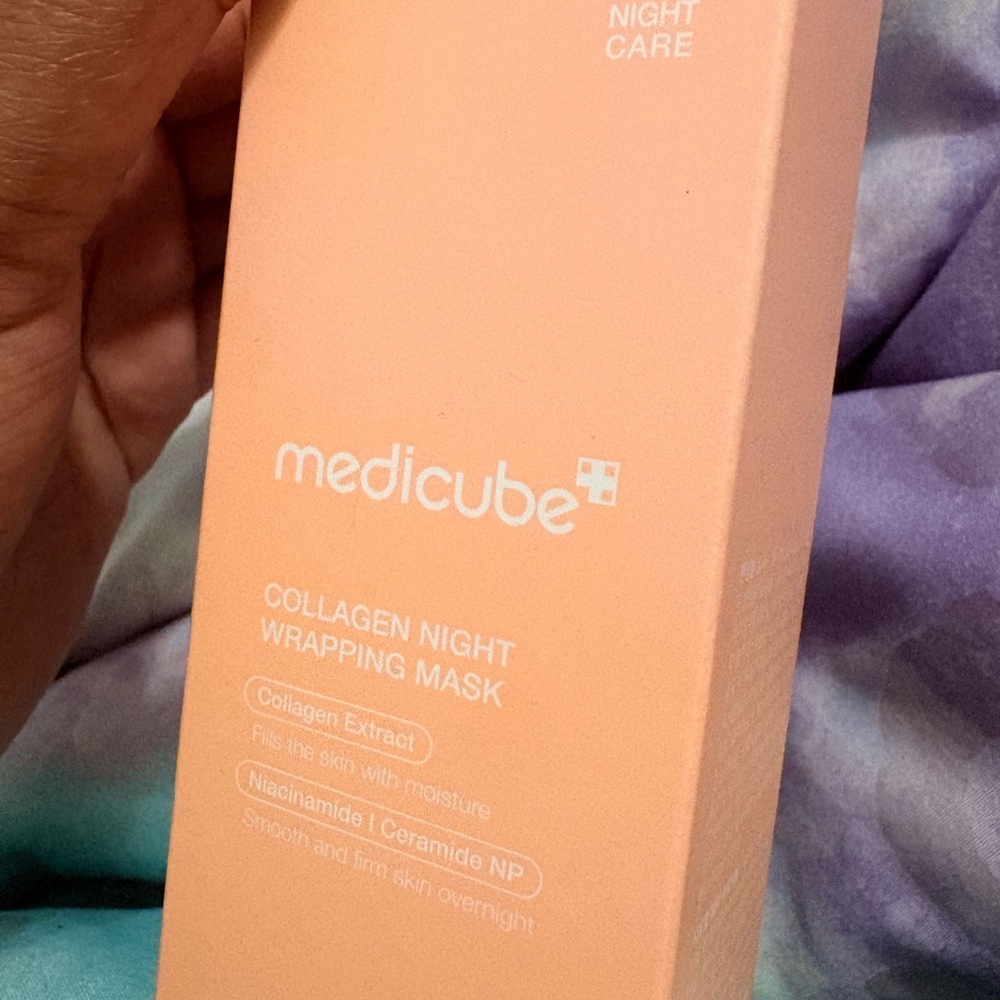 NIGHT
CARE
medicube
COLLAGEN NIGHT
WRAPPING MASK
Collagen Extract
Fills the skin with moisture
Niacinamide | Ceramide NP
Smooth and firm skin overnight